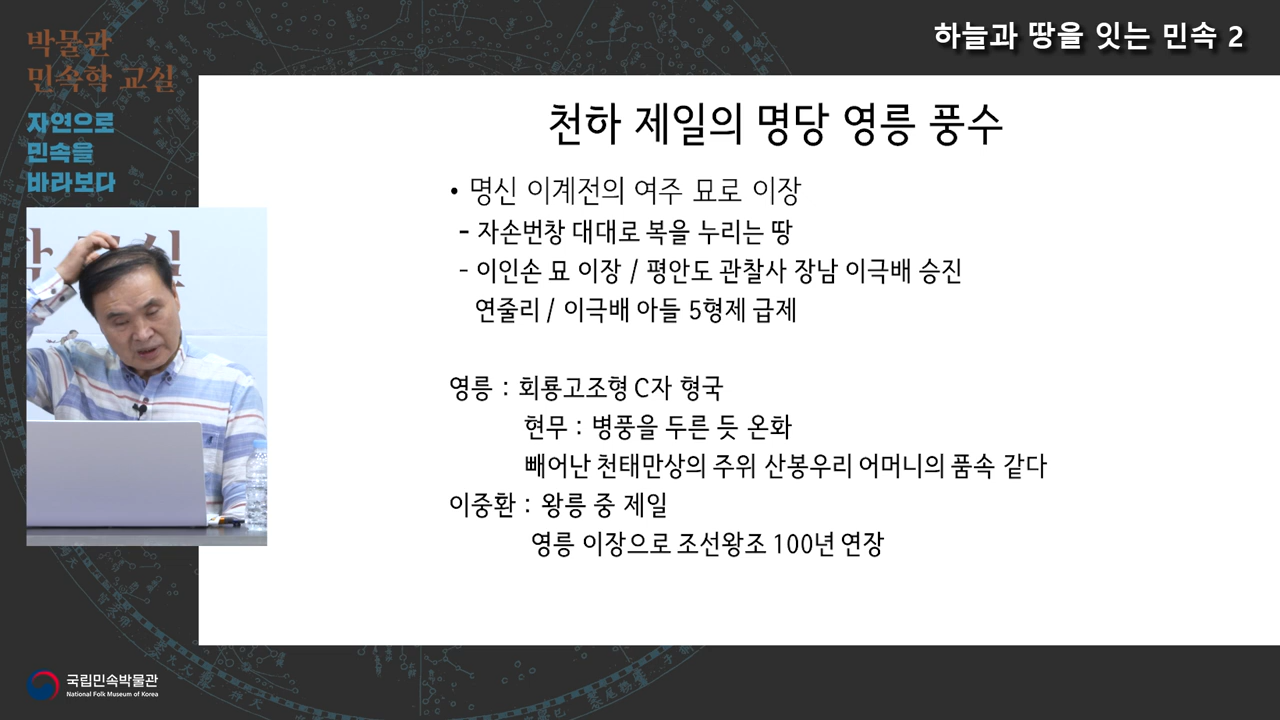 하늘과 땅을 잇는 민속 2
박물관
민속학 교실
자연으로
민속을
바라보다
천하 제일의 명당 영릉 풍수
• 명신 이계전의 여주 묘로 이장
- 자손번창 대대로 복을 누리는 땅
- 이인손 묘 이장 / 평안도 관찰사 장남 이극배 승진
연줄리 / 이극배 아들 5형제 급제
영릉 : 회룡고조형 C자 형국
현무 : 병풍을 두른 듯 온화
빼어난 천태만상의 주위 산봉우리 어머니의 품속 같다
이중환 : 왕릉 중 제일
영릉 이장으로 조선왕조 100년 연장
국립민속박물관
National Folk Museum of Korea